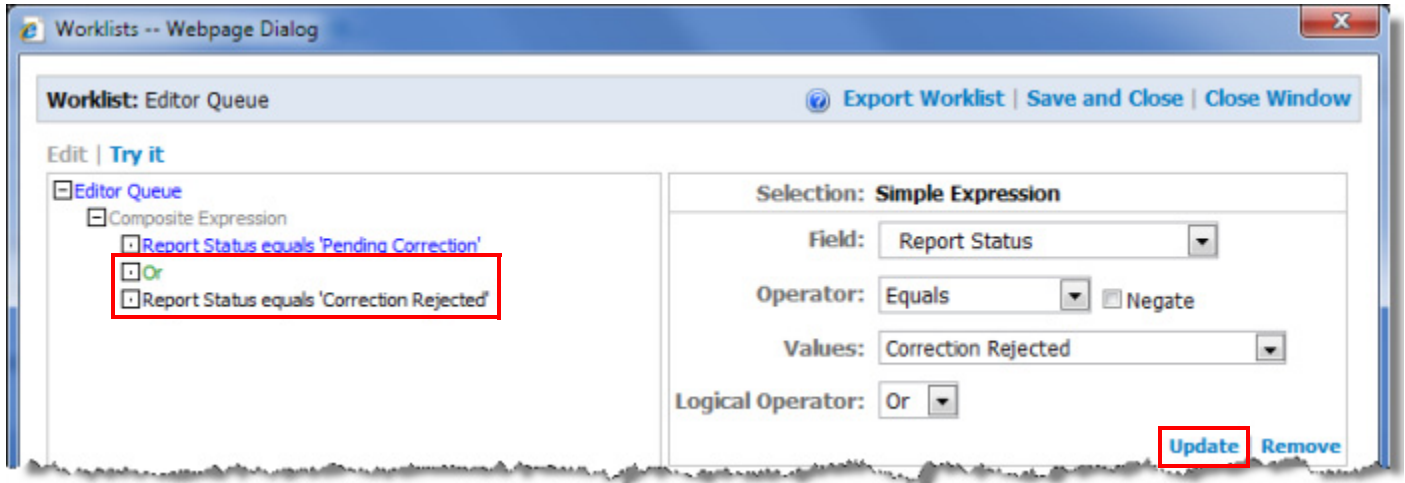 Worklists -- Webpage Dialog
Worklist: Editor Queue
Export Worklist | Save and Close | Close Window
Edit | Try it
Editor Queue
Composite Expression
Report Status equals 'Pending Correction'
Or
Report Status equals 'Correction Rejected'
Selection: Simple Expression
Field: Report Status
Operator: Equals Negate
Values: Correction Rejected
Logical Operator: Or
Update Remove